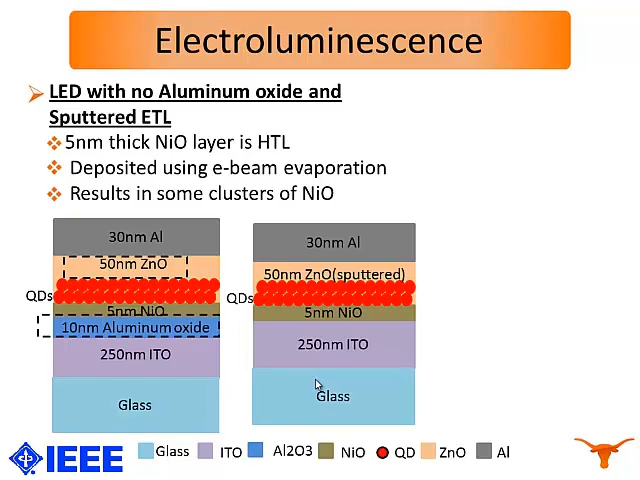 Electroluminescence
LED with no Aluminum oxide and
Sputtered ETL
5nm thick NiO layer is HTL
Deposited using e-beam evaporation
Results in some clusters of NiO
30nm Al
50nm ZnO
QDs
5nm NiO
10nm Aluminum oxide
250nm ITO
Glass
30nm Al
50nm ZnO(sputtered)
QDs
5nm NiO
250nm ITO
Glass
Glass ITO Al2O3 NiO QD ZnO Al
IEEE